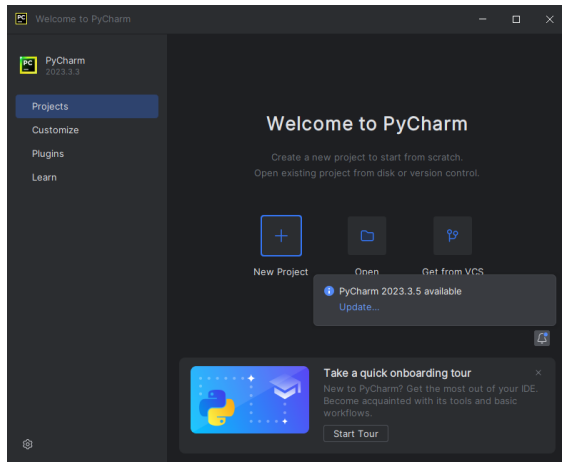 PC Welcome to PyCharm
PC PyCharm
2023.3.3
Projects
Customize
Plugins
Learn
Welcome to PyCharm
Create a new project to start from scratch.
Open existing project from disk or version control.
New Project
Open
Get from VCS
PyCharm 2023.3.5 available
Update...
Take a quick onboarding tour
New to PyCharm? Get the most out of your IDE.
Become acquainted with its tools and basic
workflows.
Start Tour